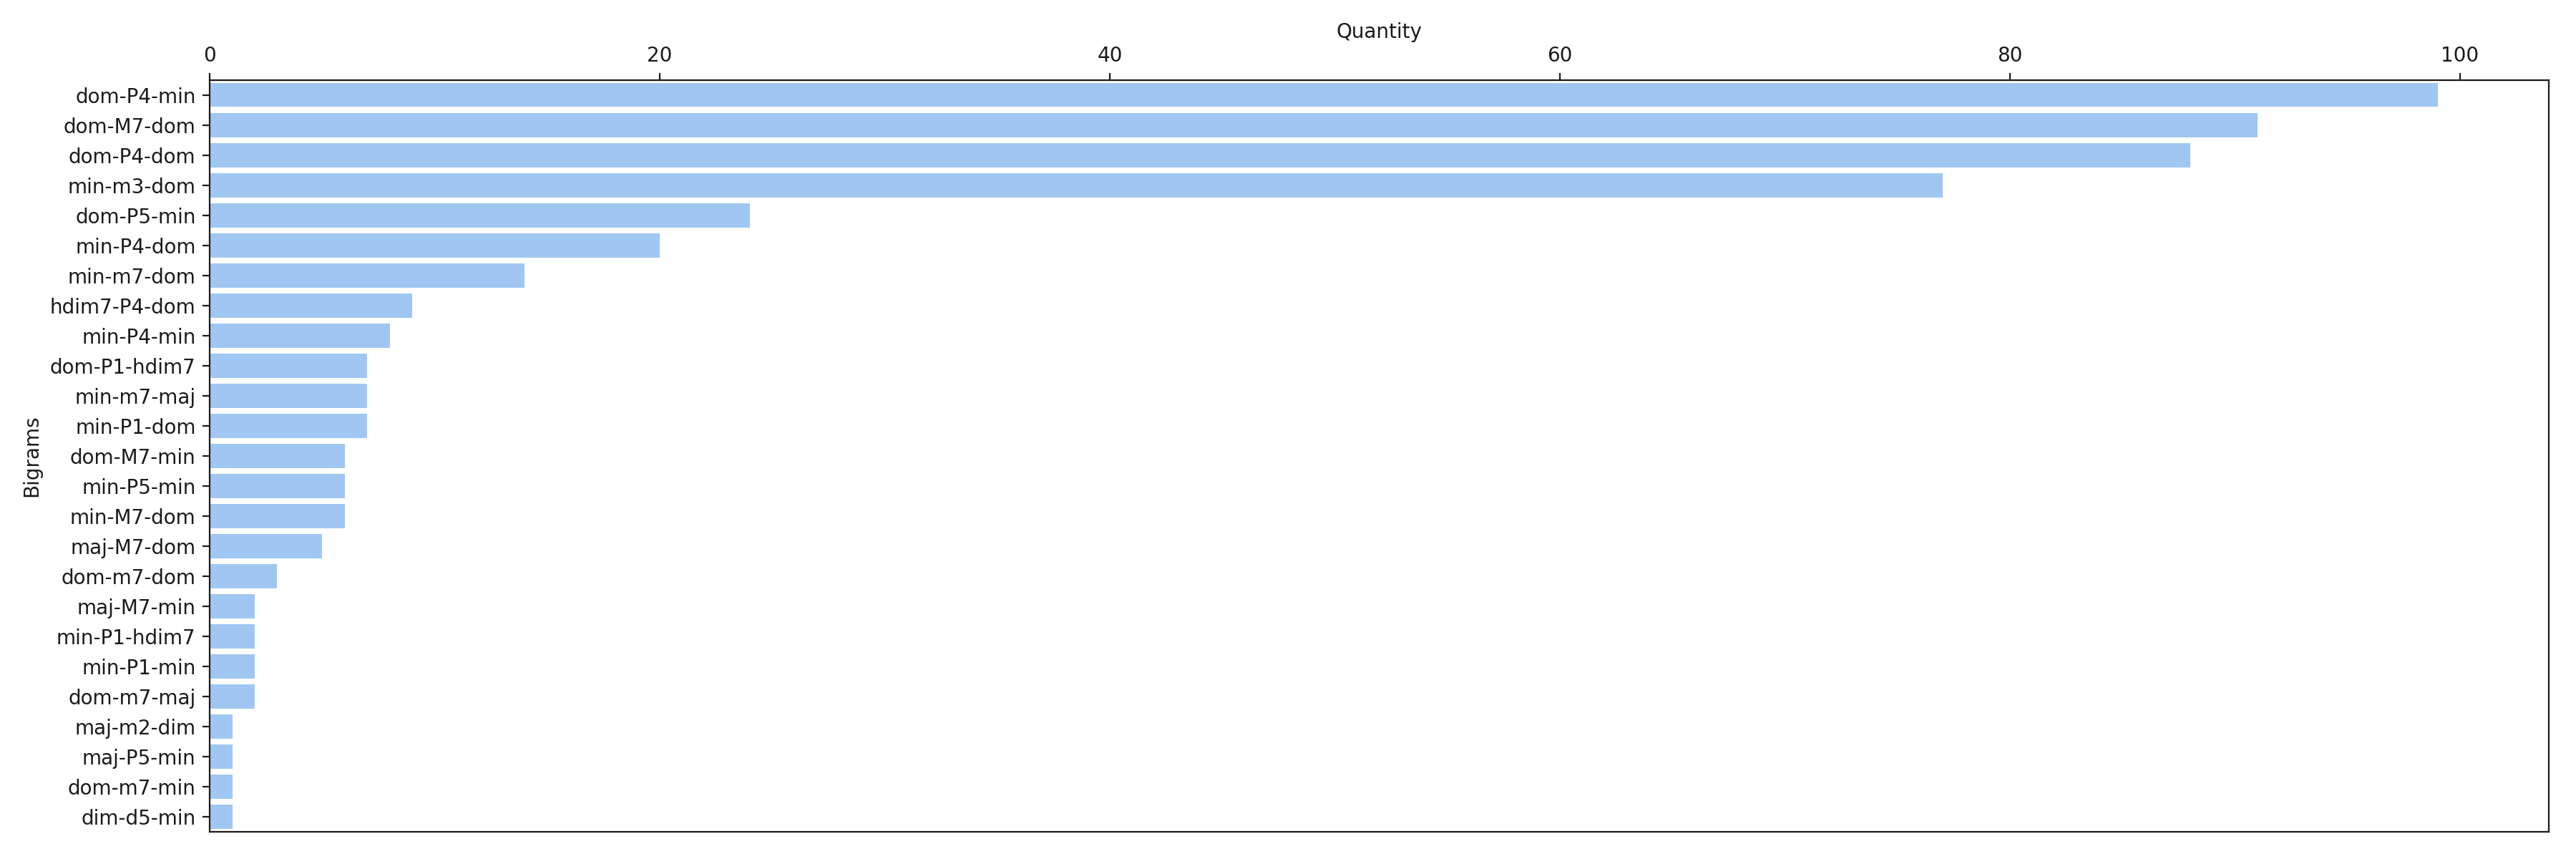 Quantity
0 20 40 60 80 100
Bigrams
dom-P4-min
dom-M7-dom
dom-P4-dom
min-m3-dom
dom-P5-min
min-P4-dom
min-m7-dom
hdim7-P4-dom
min-P4-min
dom-P1-hdim7
min-m7-maj
min-P1-dom
dom-M7-min
min-P5-min
min-M7-dom
maj-M7-dom
dom-m7-dom
maj-M7-min
min-P1-hdim7
min-P1-min
dom-m7-maj
maj-m2-dim
maj-P5-min
dom-m7-min
dim-d5-min